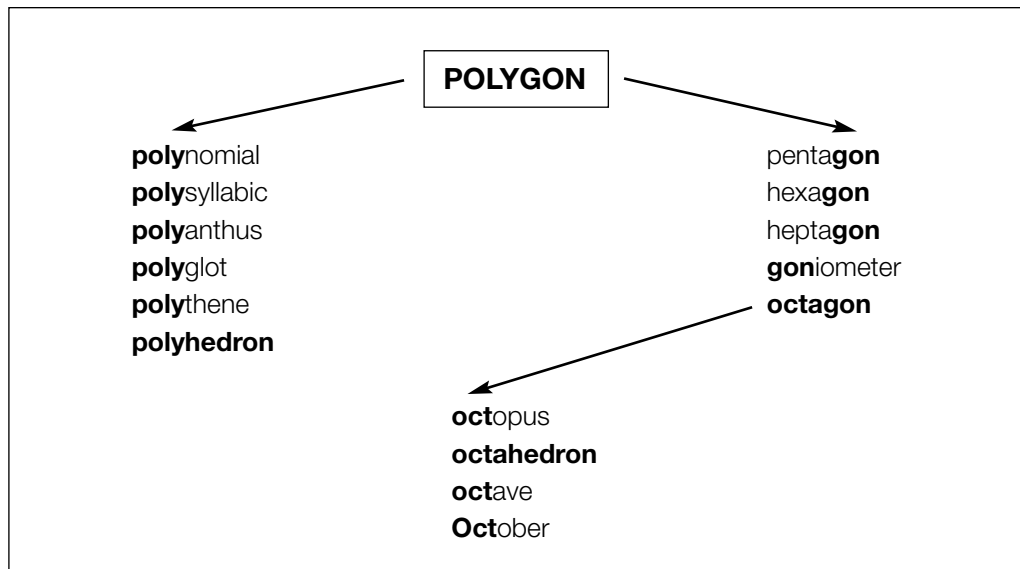 POLYGON
polynomial
polysyllabic
polyanthus
polyglot
polythene
polyhedron
pentagon
hexagon
heptagon
goniometer
octagon
octopus
octahedron
octave
October